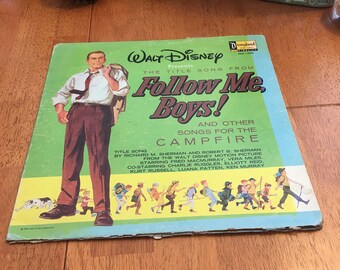 WALT DISNEY
Presents
THE TITLE SONG FROM
Follow Me,
Boys!
AND OTHER
SONGS FOR THE
CAMPFIRE
TITLE SONG
BY RICHARD M. SHERMAN AND ROBERT B. SHERMAN
FROM THE WALT DISNEY MOTION PICTURE
STARRING FRED MACMURRAY, VERA MILES,
CO-STARRING CHARLIE RUGGLES, ELLIOTT REID,
KURT RUSSELL, LUANA PATTEN, KEN MURRAY